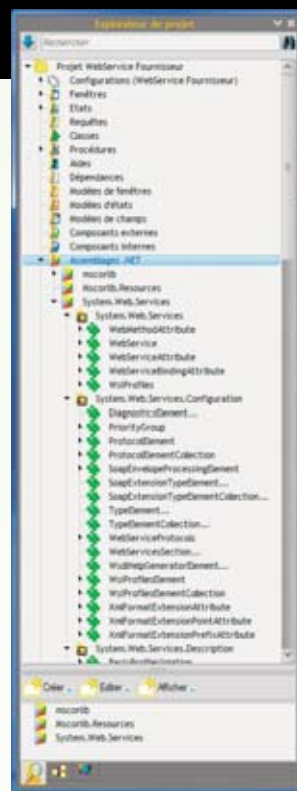 Explorateur de projet
Rechercher
Projet WebService Fournisseur
Configurations (WebService Fournisseur)
Fenêtres
Etats
Requêtes
Classes
Procédures
Aides
Dépendances
Modèles de fenêtres
Modèles d'états
Modèles de champs
Composants externes
Composants internes
Assemblages .NET
mscorlib
Mscorlib.Resources
System.Web.Services
System.Web.Services
WebMethodAttribute
WebService
WebServiceAttribute
WebServiceBindingAttribute
WsiProfiles
System.Web.Services.Configuration
DiagnosticsElement...
PriorityGroup
ProtocolElement
ProtocolElementCollection
SoapEnvelopeProcessingElement
SoapExtensionTypeElement...
SoapExtensionTypeElementCollection...
TypeElement...
TypeElementCollection...
WebServiceProtocols
WebServicesSection...
WsdlHelpGeneratorElement...
WsiProfilesElement
WsiProfilesElementCollection
XmlFormatExtensionAttribute
XmlFormatExtensionPointAttribute
XmlFormatExtensionPrefixAttribute
System.Web.Services.Description
Créer Editer Afficher
mscorlib
Mscorlib.Resources
System.Web.Services